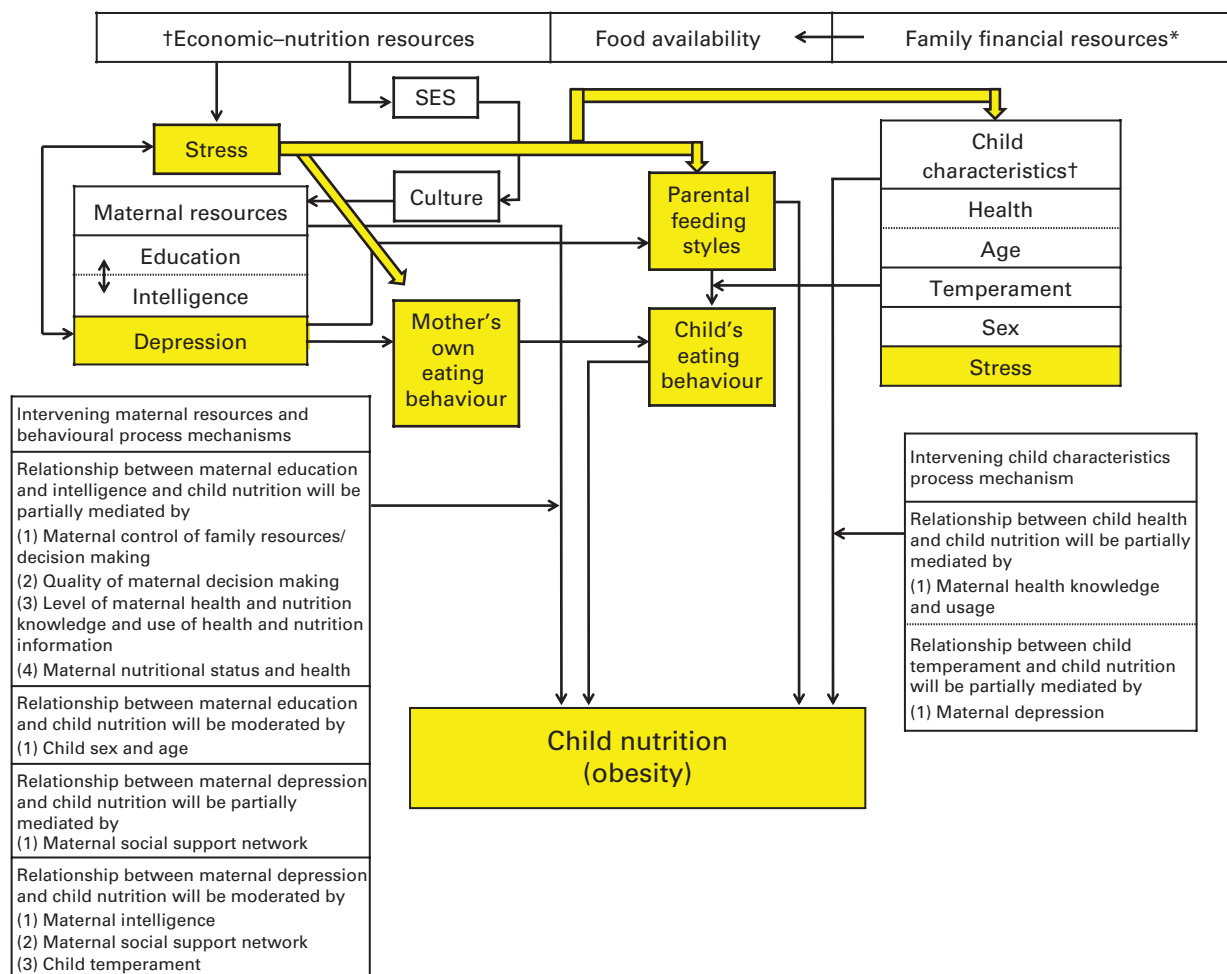 †Economic–nutrition resources
Food availability
Family financial resources*
SES
Stress
Culture
Maternal resources
Education
Intelligence
Depression
Mother's
own
eating
behaviour
Parental
feeding
styles
Child's
eating
behaviour
Child
characteristics†
Health
Age
Temperament
Sex
Stress
Intervening maternal resources and
behavioural process mechanisms
Relationship between maternal education
and intelligence and child nutrition will be
partially mediated by
(1) Maternal control of family resources/
decision making
(2) Quality of maternal decision making
(3) Level of maternal health and nutrition
knowledge and use of health and nutrition
information
(4) Maternal nutritional status and health
Relationship between maternal education
and child nutrition will be moderated by
(1) Child sex and age
Relationship between maternal depression
and child nutrition will be partially
mediated by
(1) Maternal social support network
Relationship between maternal depression
and child nutrition will be moderated by
(1) Maternal intelligence
(2) Maternal social support network
(3) Child temperament
Intervening child characteristics
process mechanism
Relationship between child health
and child nutrition will be partially
mediated by
(1) Maternal health knowledge
and usage
Relationship between child
temperament and child nutrition
will be partially mediated by
(1) Maternal depression
Child nutrition
(obesity)